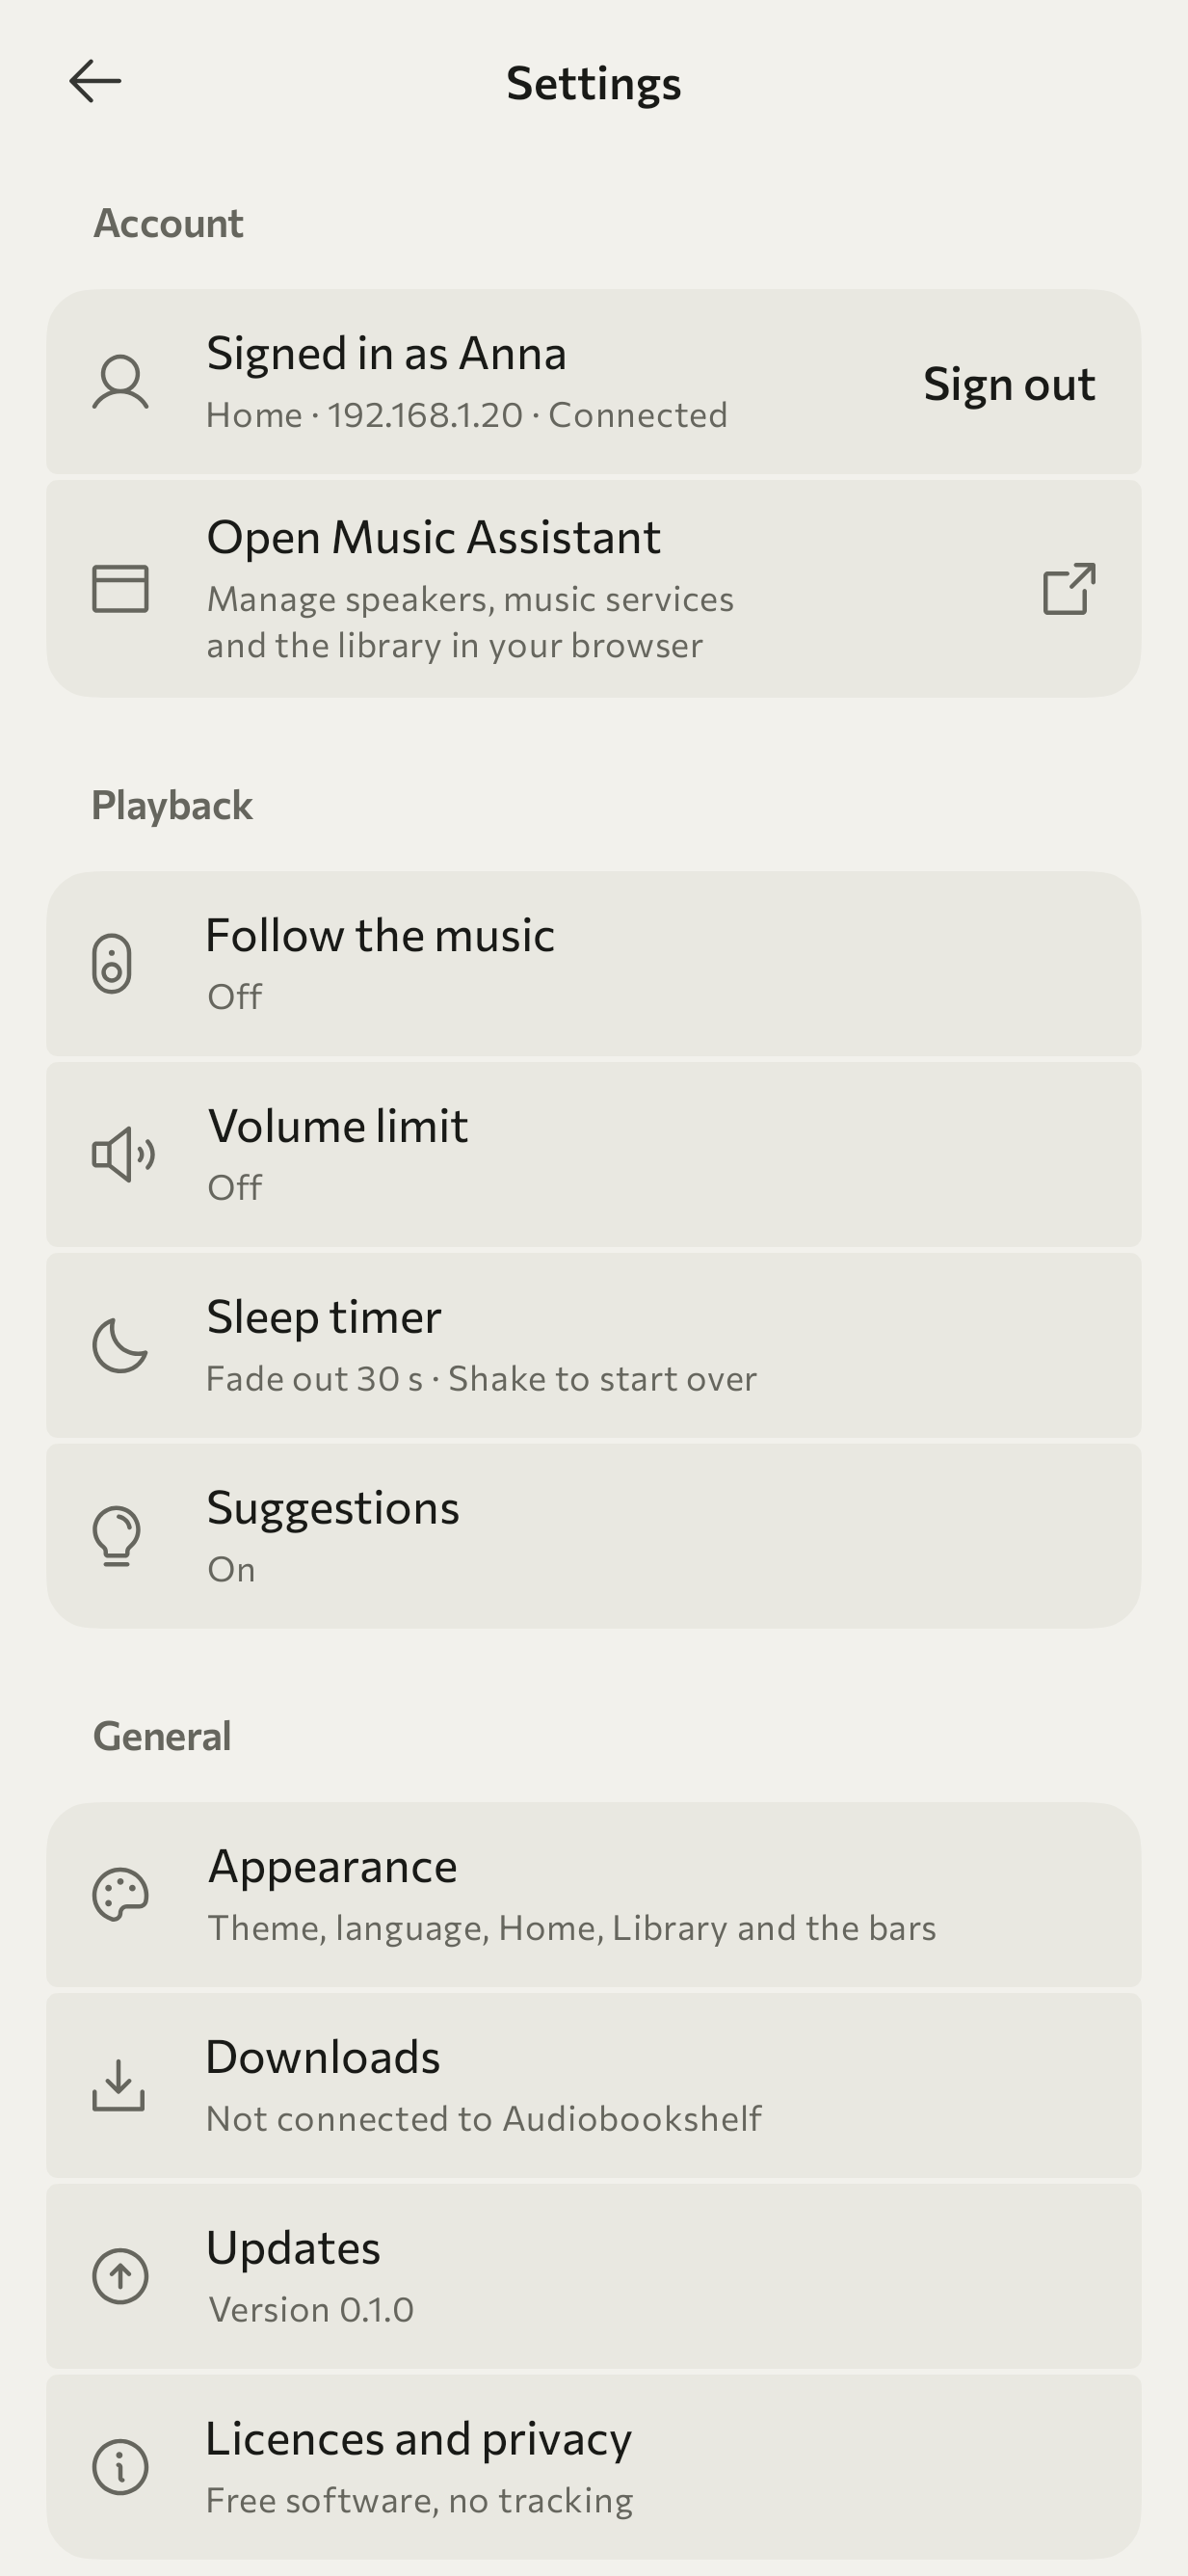 Settings
Account
Signed in as Anna
Home · 192.168.1.20 · Connected
Sign out
Open Music Assistant
Manage speakers, music services
and the library in your browser
Playback
Follow the music
Off
Volume limit
Off
Sleep timer
Fade out 30 s · Shake to start over
Suggestions
On
General
Appearance
Theme, language, Home, Library and the bars
Downloads
Not connected to Audiobookshelf
Updates
Version 0.1.0
Licences and privacy
Free software, no tracking